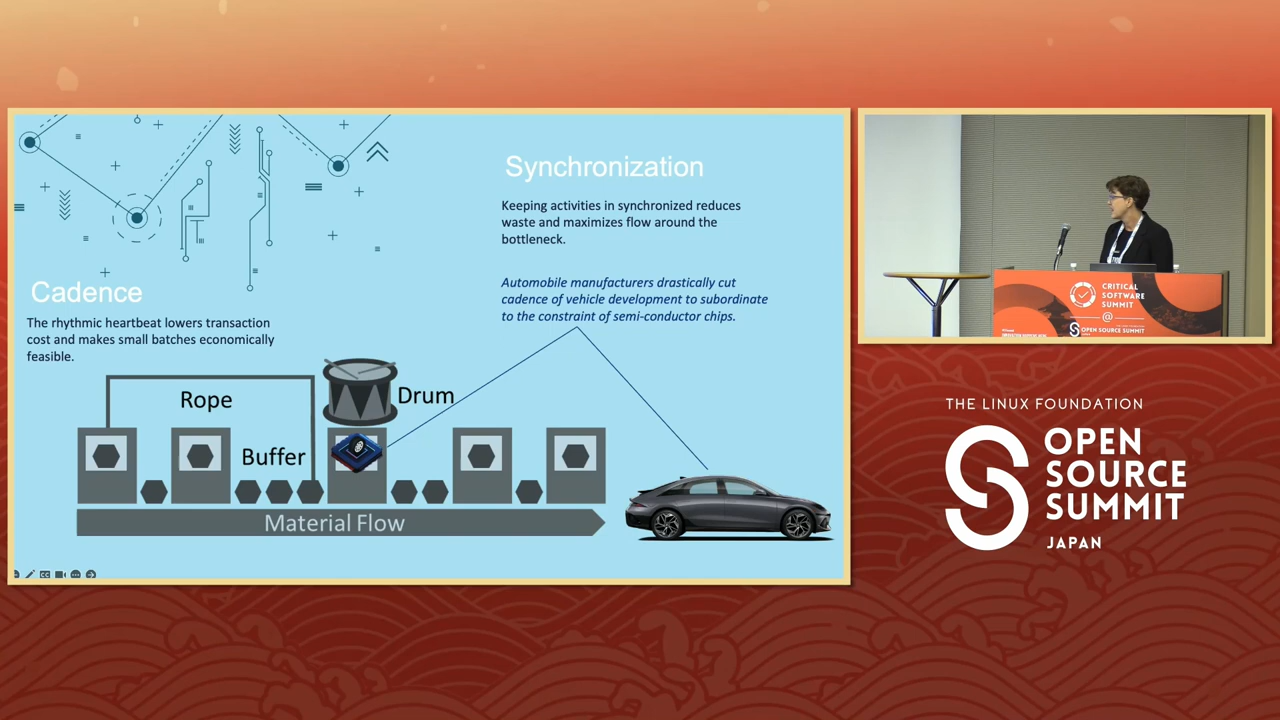 Synchronization
Keeping activities in synchronized reduces
waste and maximizes flow around the
bottleneck.
Automobile manufacturers drastically cut
cadence of vehicle development to subordinate
to the constraint of semi-conductor chips.
Cadence
The rhythmic heartbeat lowers transaction
cost and makes small batches economically
feasible.
Rope
Drum
Buffer
Material Flow
CC
CRITICAL
SOFTWARE
SUMMIT
@
OPEN SOURCE SUMMIT
THE LINUX FOUNDATION
OPEN
SOURCE
SUMMIT
JAPAN